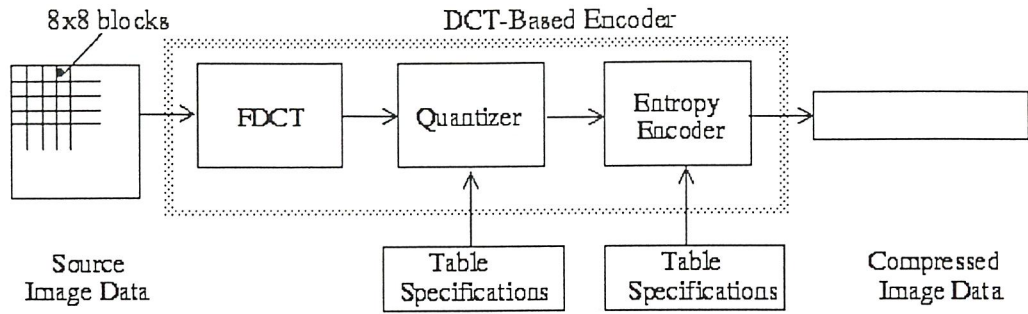 8x8 blocks
DCT-Based Encoder
FDCT
Quantizer
Entropy
Encoder
Source
Image Data
Table
Specifications
Table
Specifications
Compressed
Image Data